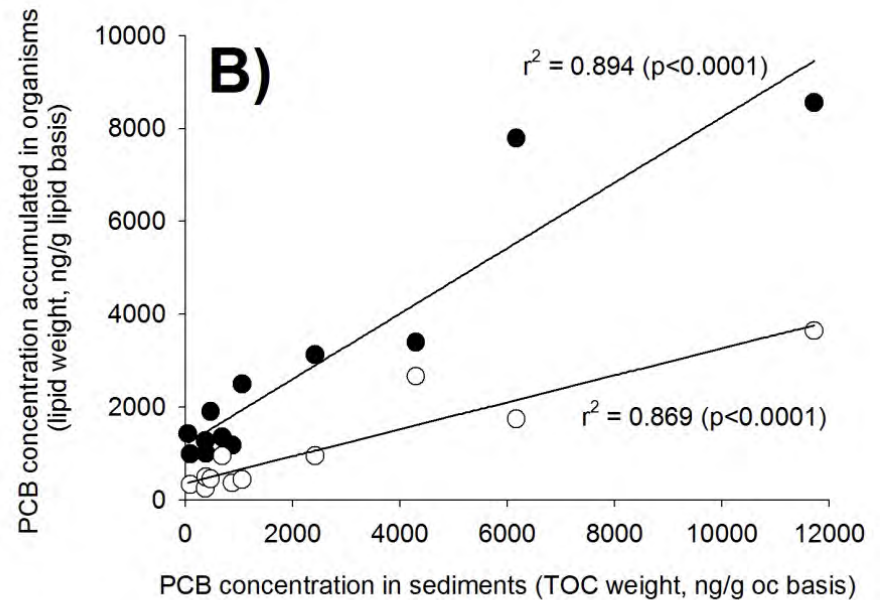 B)
PCB concentration accumulated in organisms
(lipid weight, ng/g lipid basis)
10000
8000
6000
4000
2000
0
r² = 0.894 (p<0.0001)
r² = 0.869 (p<0.0001)
0 2000 4000 6000 8000 10000 12000
PCB concentration in sediments (TOC weight, ng/g oc basis)